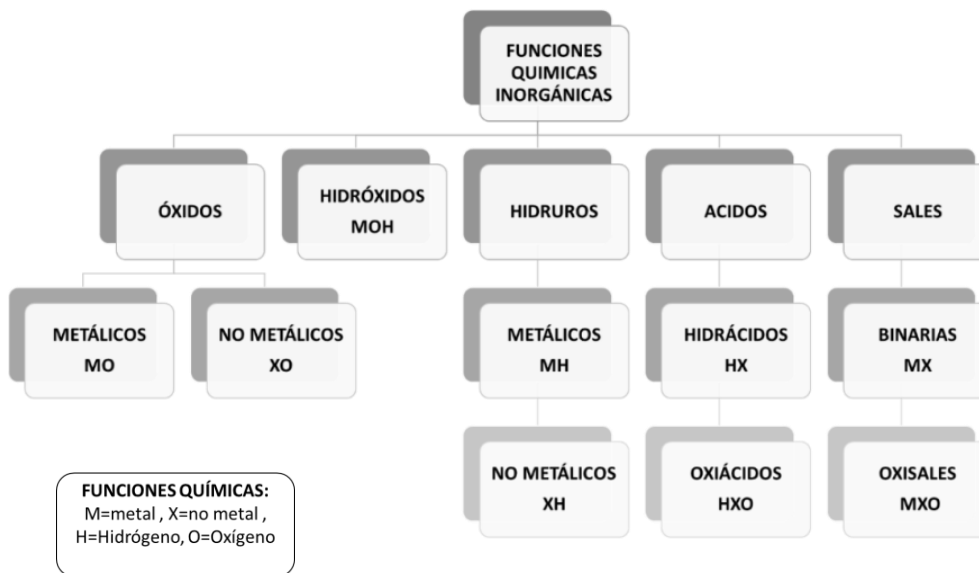 FUNCIONES
QUIMICAS
INORGÁNICAS
ÓXIDOS
HIDRÓXIDOS
MOH
HIDRUROS
ACIDOS
SALES
METÁLICOS
MO
NO METÁLICOS
XO
METÁLICOS
MH
HIDRÁCIDOS
HX
BINARIAS
MX
NO METÁLICOS
XH
OXIÁCIDOS
HXO
OXISALES
MXO
FUNCIONES QUÍMICAS:
M=metal , X=no metal ,
H=Hidrógeno, O=Oxígeno